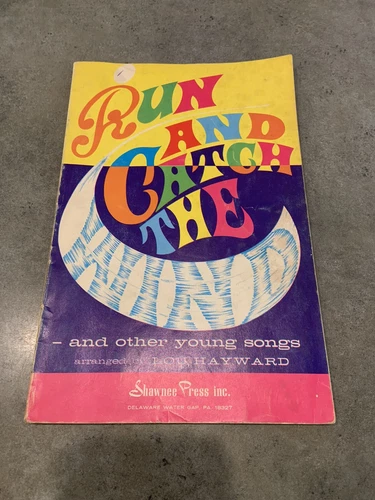 RUN
AND
CATCH
THE
WIND
– and other young songs
arranged by LOU HAYWARD
Shawnee Press inc.
DELAWARE WATER GAP, PA. 18327